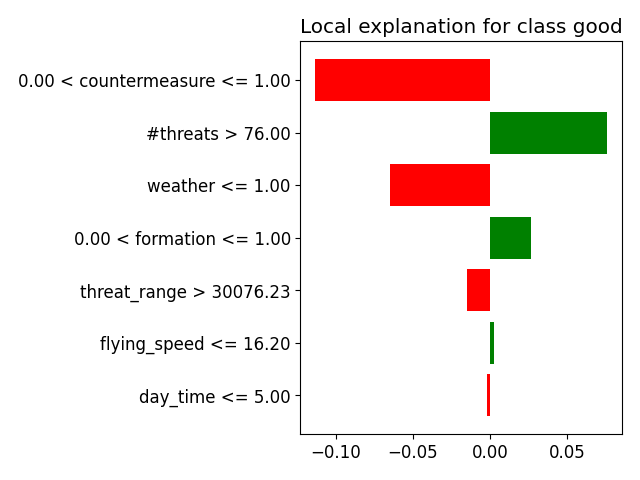 Local explanation for class good
0.00 < countermeasure <= 1.00
#threats > 76.00
weather <= 1.00
0.00 < formation <= 1.00
threat_range > 30076.23
flying_speed <= 16.20
day_time <= 5.00
−0.10 −0.05 0.00 0.05